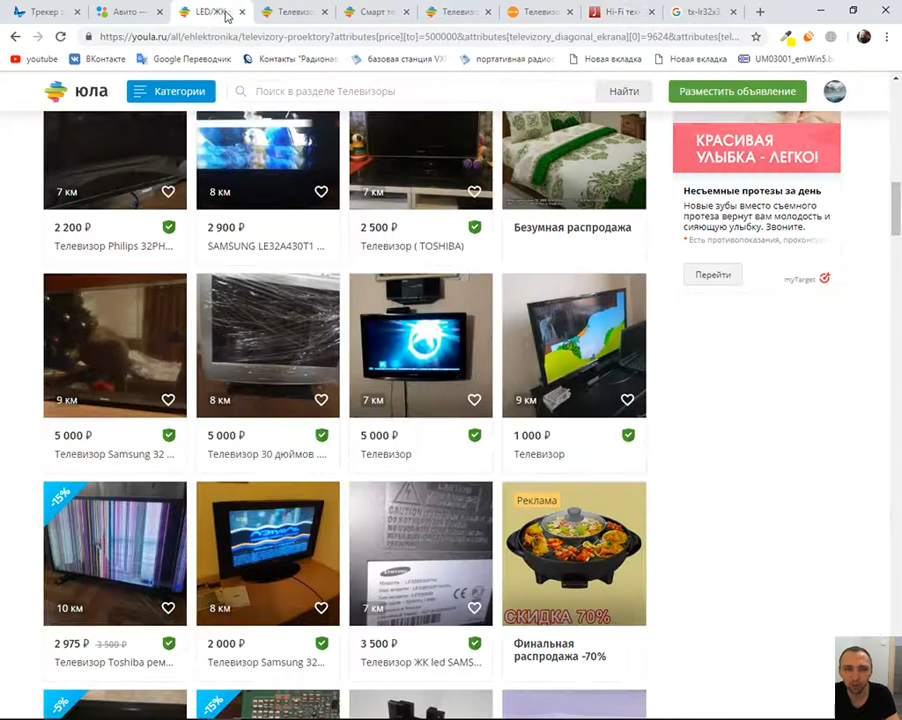 Трекер з
Авито —
LED/ЖК
Телевизо
Смарт те
Телевизо
Телевизо
Hi-Fi тех
tx-lr32x3
https://youla.ru/all/ehlektronika/televizory-proektory?attributes[price][to]=500000&attributes[televizory_diagonal_ekrana][0]=9624&attributes[tel...
youtube
ВКонтакте
Google Переводчик
Контакты "Радиона
базовая станция VX
портативная радио
Новая вкладка
Новая вкладка
UM03001_emWin5.
юла
Категории
Поиск в разделе Телевизоры
Найти
Разместить объявление
7 км
8 км
7 км
2 200 ₽
2 900 ₽
2 500 ₽
Безумная распродажа
Телевизор Philips 32PH...
SAMSUNG LE32A430T1 ...
Телевизор ( TOSHIBA)
КРАСИВАЯ
УЛЫБКА - ЛЕГКО!
Несъемные протезы за день
Новые зубы вместо съемного
протеза вернут вам молодость и
сияющую улыбку. Звоните.
* Есть противопоказания, проконсу
Перейти
myTarget
9 км
8 км
7 км
9 км
5 000 ₽
5 000 ₽
5 000 ₽
1 000 ₽
Телевизор Samsung 32 ...
Телевизор 30 дюймов ....
Телевизор
Телевизор
-15%
Реклама
SAMSUNG
10 км
8 км
7 км
СКИДКА 70%
2 975 ₽ 3 500 ₽
2 000 ₽
3 500 ₽
Финальная
распродажа -70%
Телевизор Toshiba рем...
Телевизор Samsung 32...
Телевизор ЖК led SAMS...
-5%
-15%